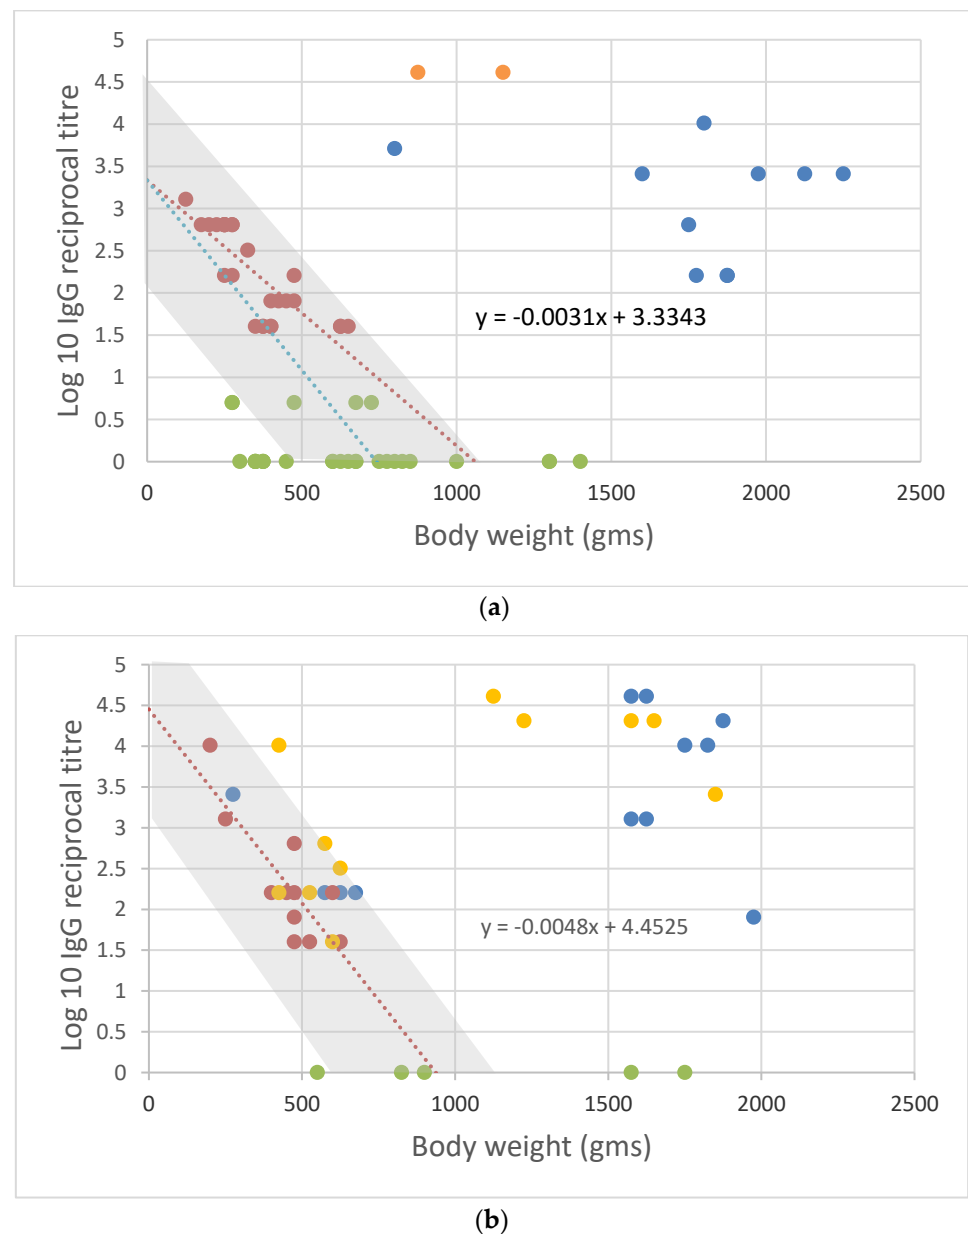 5
4.5
4
3.5
3
2.5
2
1.5
1
0.5
0
Log 10 IgG reciprocal titre
y = -0.0031x + 3.3343
0 500 1000 1500 2000 2500
Body weight (gms)
(a)
5
4.5
4
3.5
3
2.5
2
1.5
1
0.5
0
Log 10 IgG reciprocal titre
y = -0.0048x + 4.4525
0 500 1000 1500 2000 2500
Body weight (gms)
(b)